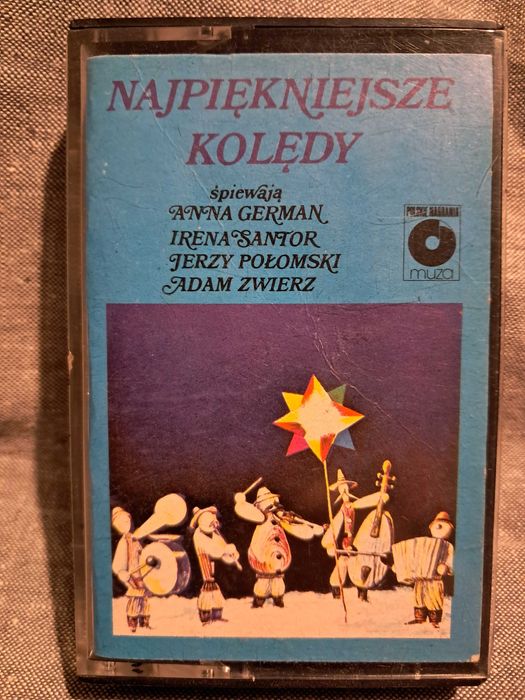 NAJPIĘKNIEJSZE
KOLĘDY
śpiewają
ANNA GERMAN
IRENA SANTOR
JERZY POŁOMSKI
ADAM ZWIERZ
POLSKIE NAGRANIA
muza